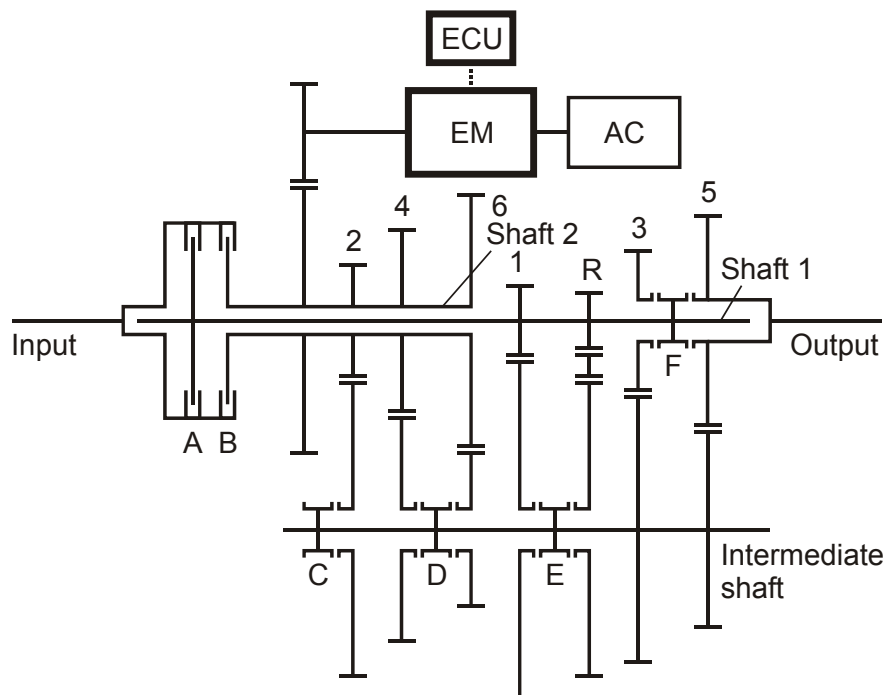 ECU
EM
AC
2
4
6
Shaft 2
1
R
3
5
Shaft 1
Input
Output
F
A
B
C
D
E
Intermediate
shaft